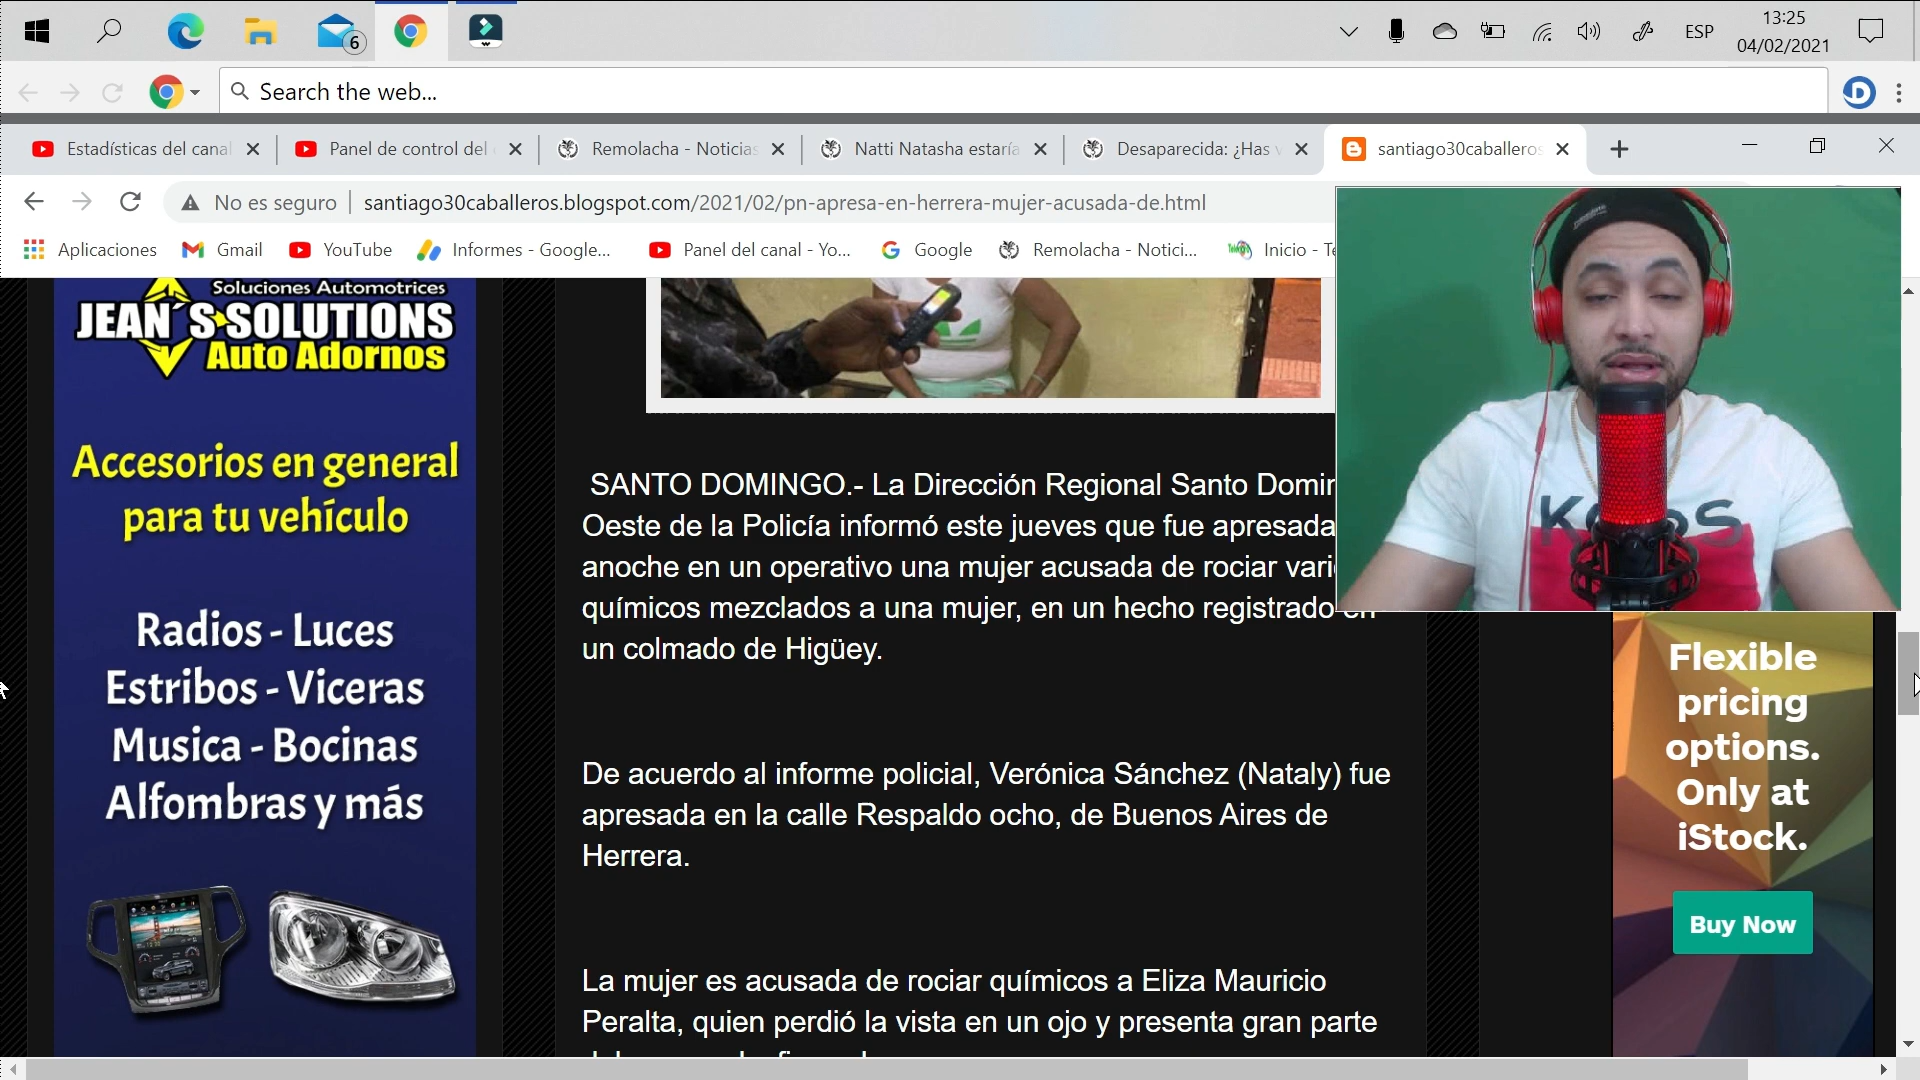 6
ESP
13:25
04/02/2021
Search the web...
Estadísticas del canal
Panel de control del
Remolacha - Noticias
Natti Natasha estaría
Desaparecida: ¿Has v
santiago30caballeros
No es seguro
santiago30caballeros.blogspot.com/2021/02/pn-apresa-en-herrera-mujer-acusada-de.html
Aplicaciones
Gmail
YouTube
Informes - Google...
Panel del canal - Yo...
Google
Remolacha - Notici...
Inicio - Te
Soluciones Automotrices
JEAN´S SOLUTIONS
Auto Adornos
Accesorios en general
para tu vehículo
Radios - Luces
Estribos - Viceras
Musica - Bocinas
Alfombras y más
SANTO DOMINGO.- La Dirección Regional Santo Domin
Oeste de la Policía informó este jueves que fue apresada
anoche en un operativo una mujer acusada de rociar vari
químicos mezclados a una mujer, en un hecho registrado en
un colmado de Higüey.
De acuerdo al informe policial, Verónica Sánchez (Nataly) fue
apresada en la calle Respaldo ocho, de Buenos Aires de
Herrera.
La mujer es acusada de rociar químicos a Eliza Mauricio
Peralta, quien perdió la vista en un ojo y presenta gran parte
Flexible
pricing
options.
Only at
iStock.
Buy Now